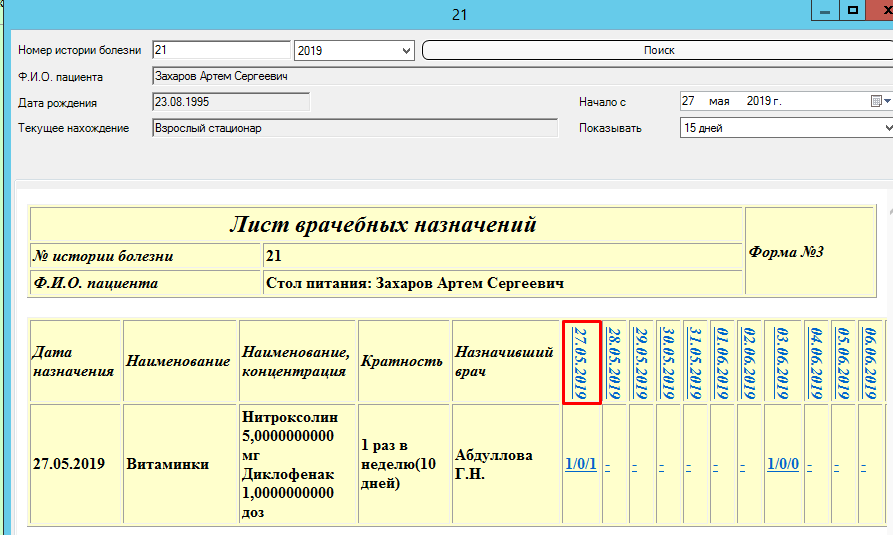 21
Номер истории болезни 21 2019 Поиск
Ф.И.О. пациента Захаров Артем Сергеевич
Дата рождения 23.08.1995 Начало с 27 мая 2019 г.
Текущее нахождение Взрослый стационар Показывать 15 дней
Лист врачебных назначений
Форма №3
№ истории болезни 21
Ф.И.О. пациента Стол питания: Захаров Артем Сергеевич
Дата
назначения
Наименование
Наименование,
концентрация
Кратность
Назначивший
врач
27.05.2019
28.05.2019
29.05.2019
30.05.2019
31.05.2019
01.06.2019
02.06.2019
03.06.2019
04.06.2019
05.06.2019
06.06.2019
27.05.2019
Витаминки
Нитроксолин
5,0000000000
мг
Диклофенак
1,0000000000
доз
1 раз в
неделю(10
дней)
Абдуллова
Г.Н.
1/0/1 - - - - - - 1/0/0 - - -